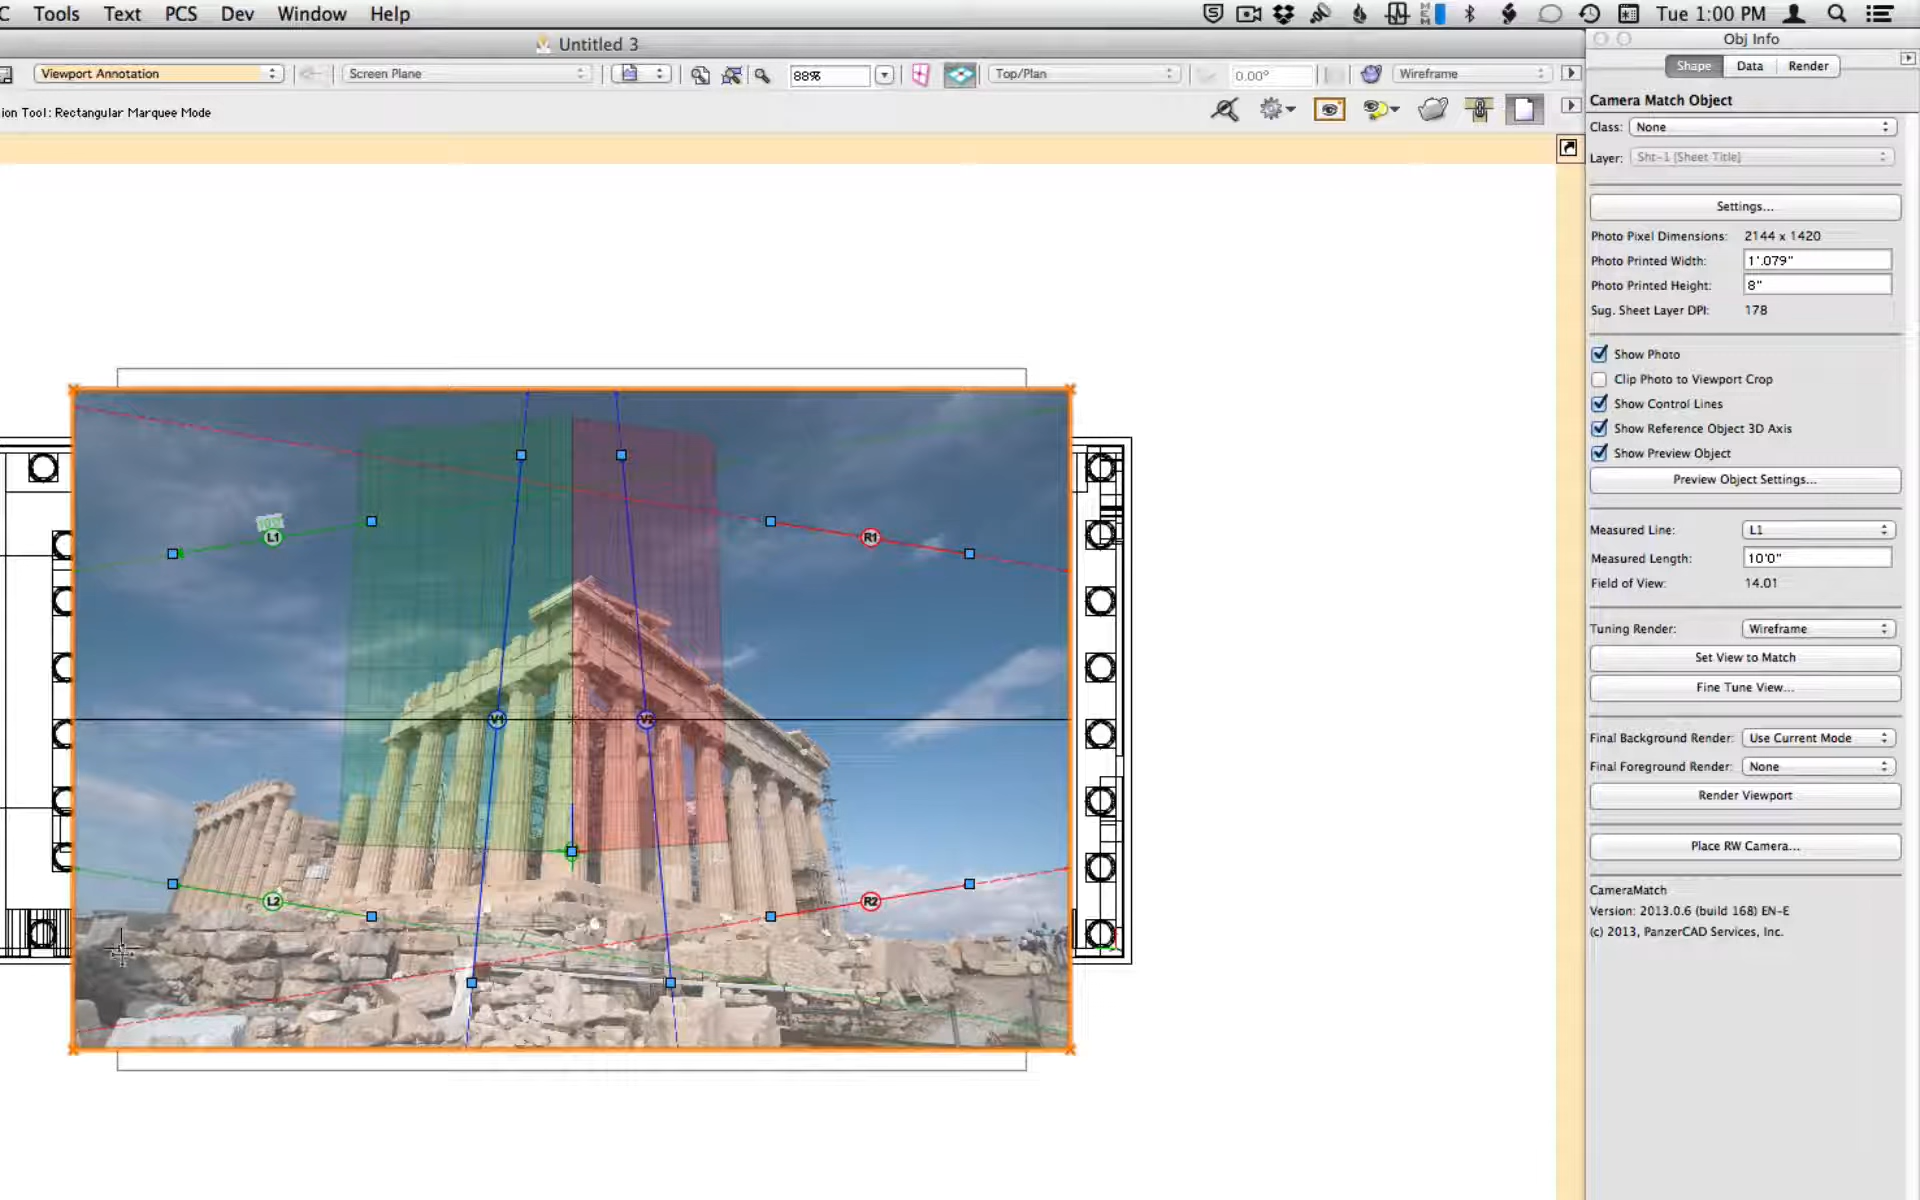 C Tools Text PCS Dev Window Help Tue 1:00 PM
Untitled 3
Viewport Annotation Screen Plane 88% Top/Plan 0.00° Wireframe
ion Tool: Rectangular Marquee Mode
Obj Info
Shape Data Render
Camera Match Object
Class: None
Layer: Sht-1 [Sheet Title]
Settings...
Photo Pixel Dimensions: 2144 x 1420
Photo Printed Width: 1'.079"
Photo Printed Height: 8"
Sug. Sheet Layer DPI: 178
Show Photo
Clip Photo to Viewport Crop
Show Control Lines
Show Reference Object 3D Axis
Show Preview Object
Preview Object Settings...
Measured Line: L1
Measured Length: 10'0"
Field of View: 14.01
Tuning Render: Wireframe
Set View to Match
Fine Tune View...
Final Background Render: Use Current Mode
Final Foreground Render: None
Render Viewport
Place RW Camera...
CameraMatch
Version: 2013.0.6 (build 168) EN-E
(c) 2013, PanzerCAD Services, Inc.
L1 R1
V1 V2
L2 R2